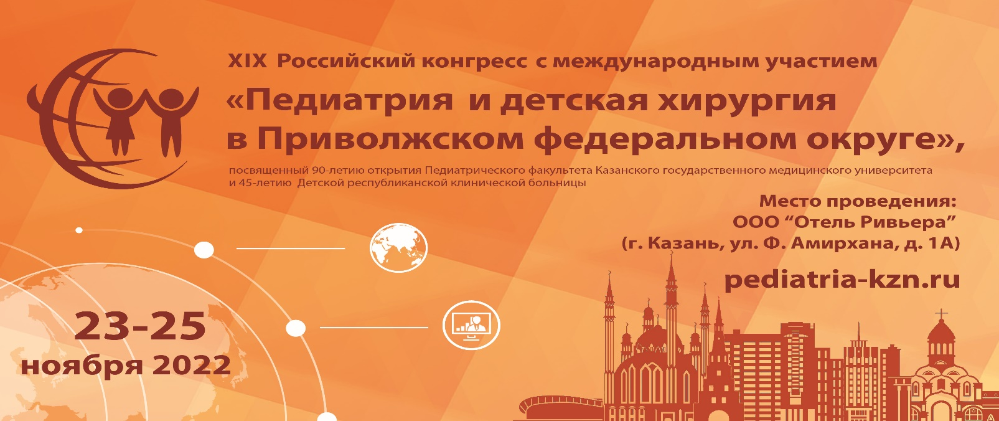 XIX Российский конгресс с международным участием
«Педиатрия и детская хирургия
в Приволжском федеральном округе»,
посвященный 90-летию открытия Педиатрического факультета Казанского государственного медицинского университета
и 45-летию Детской республиканской клинической больницы
Место проведения:
ООО “Отель Ривьера”
(г. Казань, ул. Ф. Амирхана, д. 1А)
pediatria-kzn.ru
23-25
ноября 2022